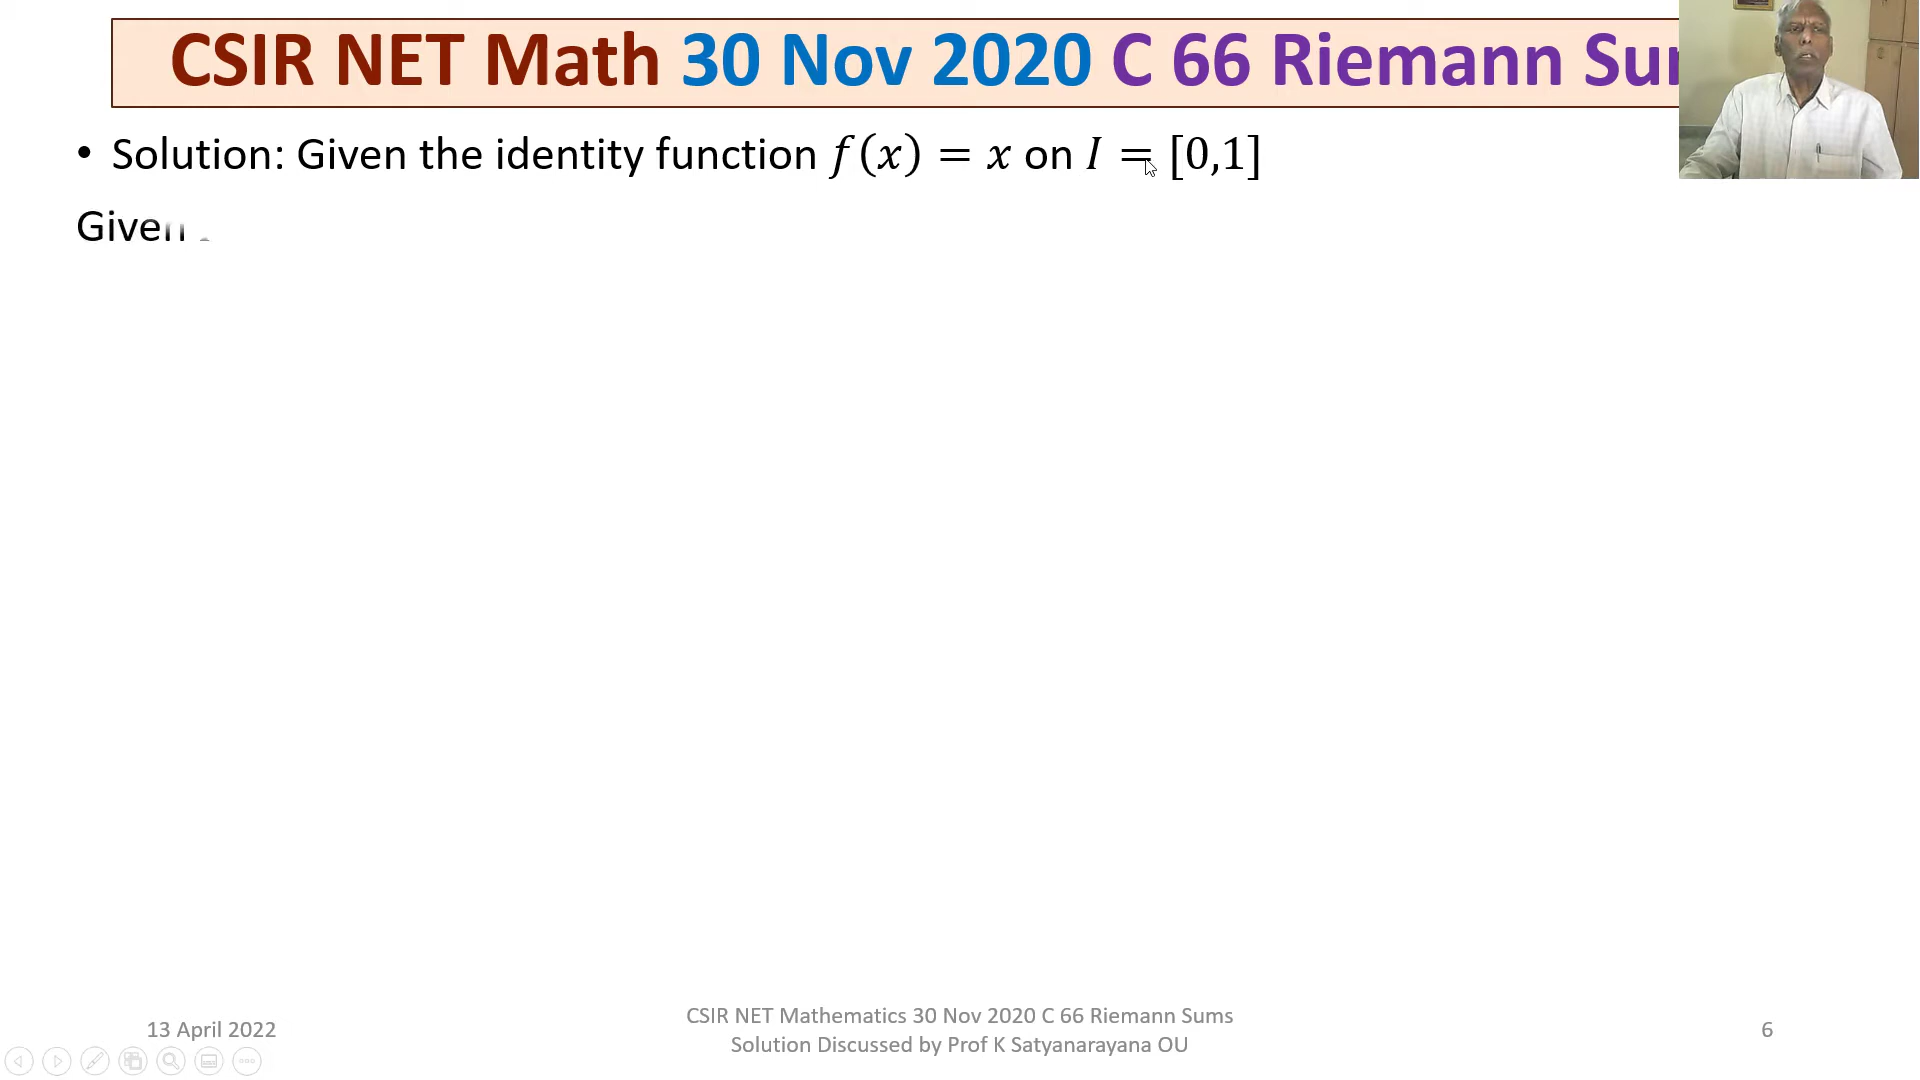 CSIR NET Math 30 Nov 2020 C 66 Riemann Sum
• Solution: Given the identity function f(x) = x on I = [0,1]
Given
13 April 2022
CSIR NET Mathematics 30 Nov 2020 C 66 Riemann Sums
Solution Discussed by Prof K Satyanarayana OU
6